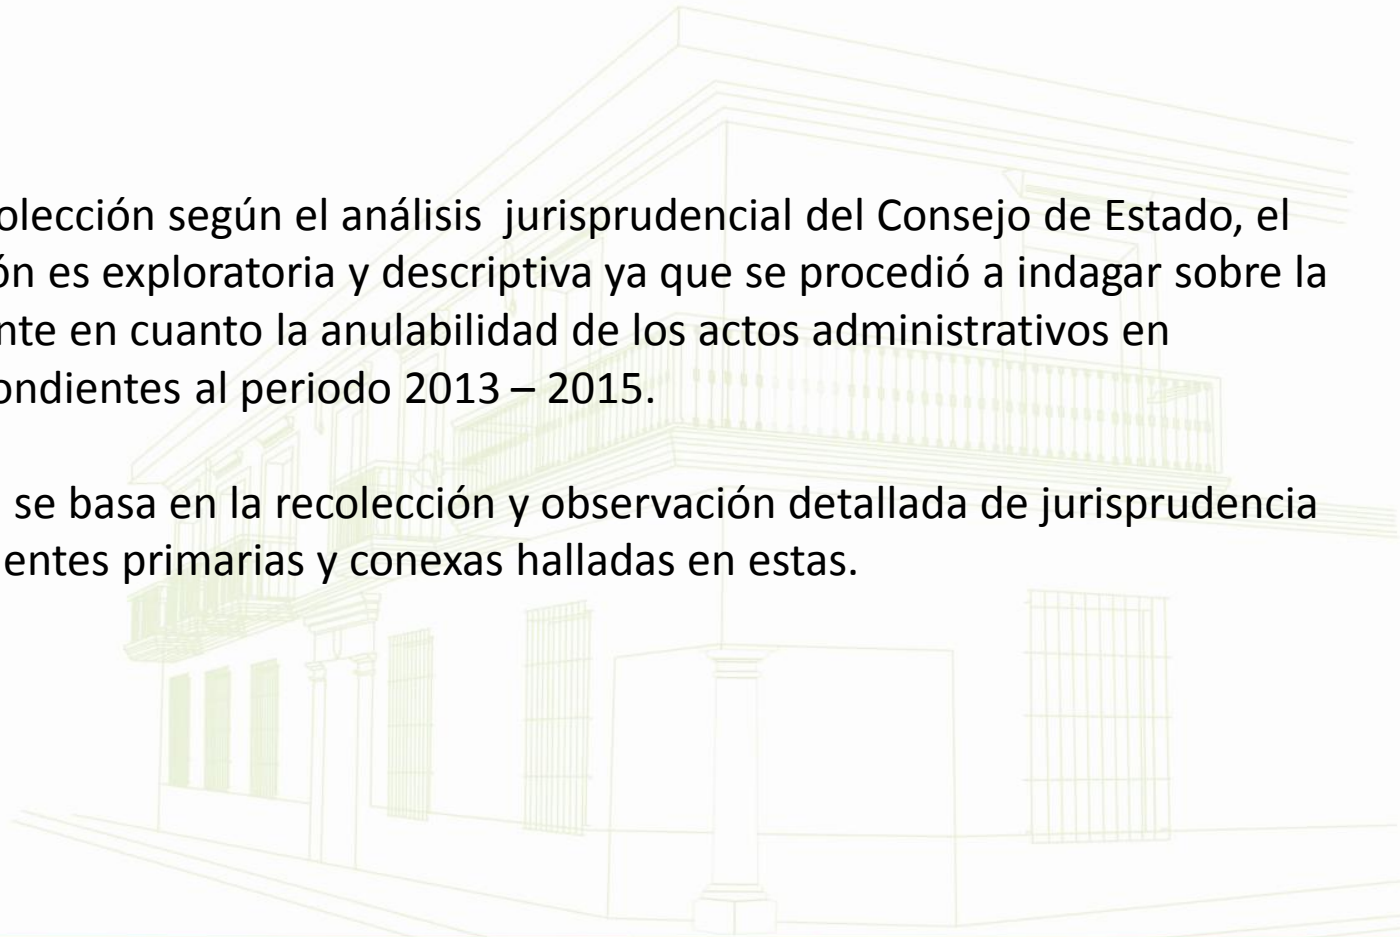 olección según el análisis  jurisprudencial del Consejo de Estado, el
ón es exploratoria y descriptiva ya que se procedió a indagar sobre la
nte en cuanto la anulabilidad de los actos administrativos en
ondientes al periodo 2013 – 2015.
se basa en la recolección y observación detallada de jurisprudencia
entes primarias y conexas halladas en estas.